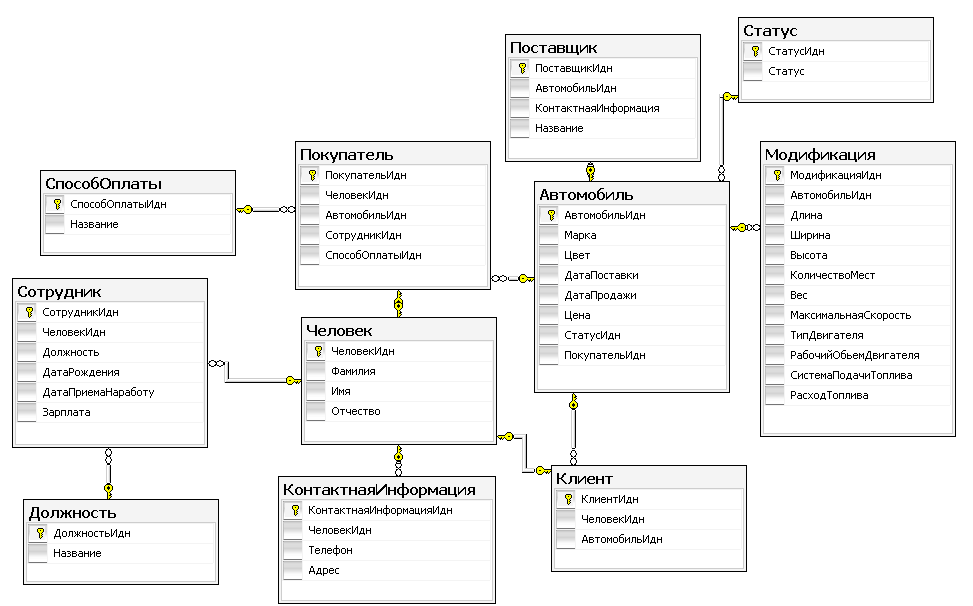 Статус
СтатусИдн
Статус
Поставщик
ПоставщикИдн
АвтомобильИдн
КонтактнаяИнформация
Название
Покупатель
ПокупательИдн
ЧеловекИдн
АвтомобильИдн
СотрудникИдн
СпособОплатыИдн
Модификация
МодификацияИдн
АвтомобильИдн
Длина
Ширина
Высота
КоличествоМест
Вес
МаксимальнаяСкорость
ТипДвигателя
РабочийОбьемДвигателя
СистемаПодачиТоплива
РасходТоплива
СпособОплаты
СпособОплатыИдн
Название
Автомобиль
АвтомобильИдн
Марка
Цвет
ДатаПоставки
ДатаПродажи
Цена
СтатусИдн
ПокупательИдн
Сотрудник
СотрудникИдн
ЧеловекИдн
Должность
ДатаРождения
ДатаПриемаНаработу
Зарплата
Человек
ЧеловекИдн
Фамилия
Имя
Отчество
Клиент
КлиентИдн
ЧеловекИдн
АвтомобильИдн
КонтактнаяИнформация
КонтактнаяИнформацияИдн
ЧеловекИдн
Телефон
Адрес
Должность
ДолжностьИдн
Название